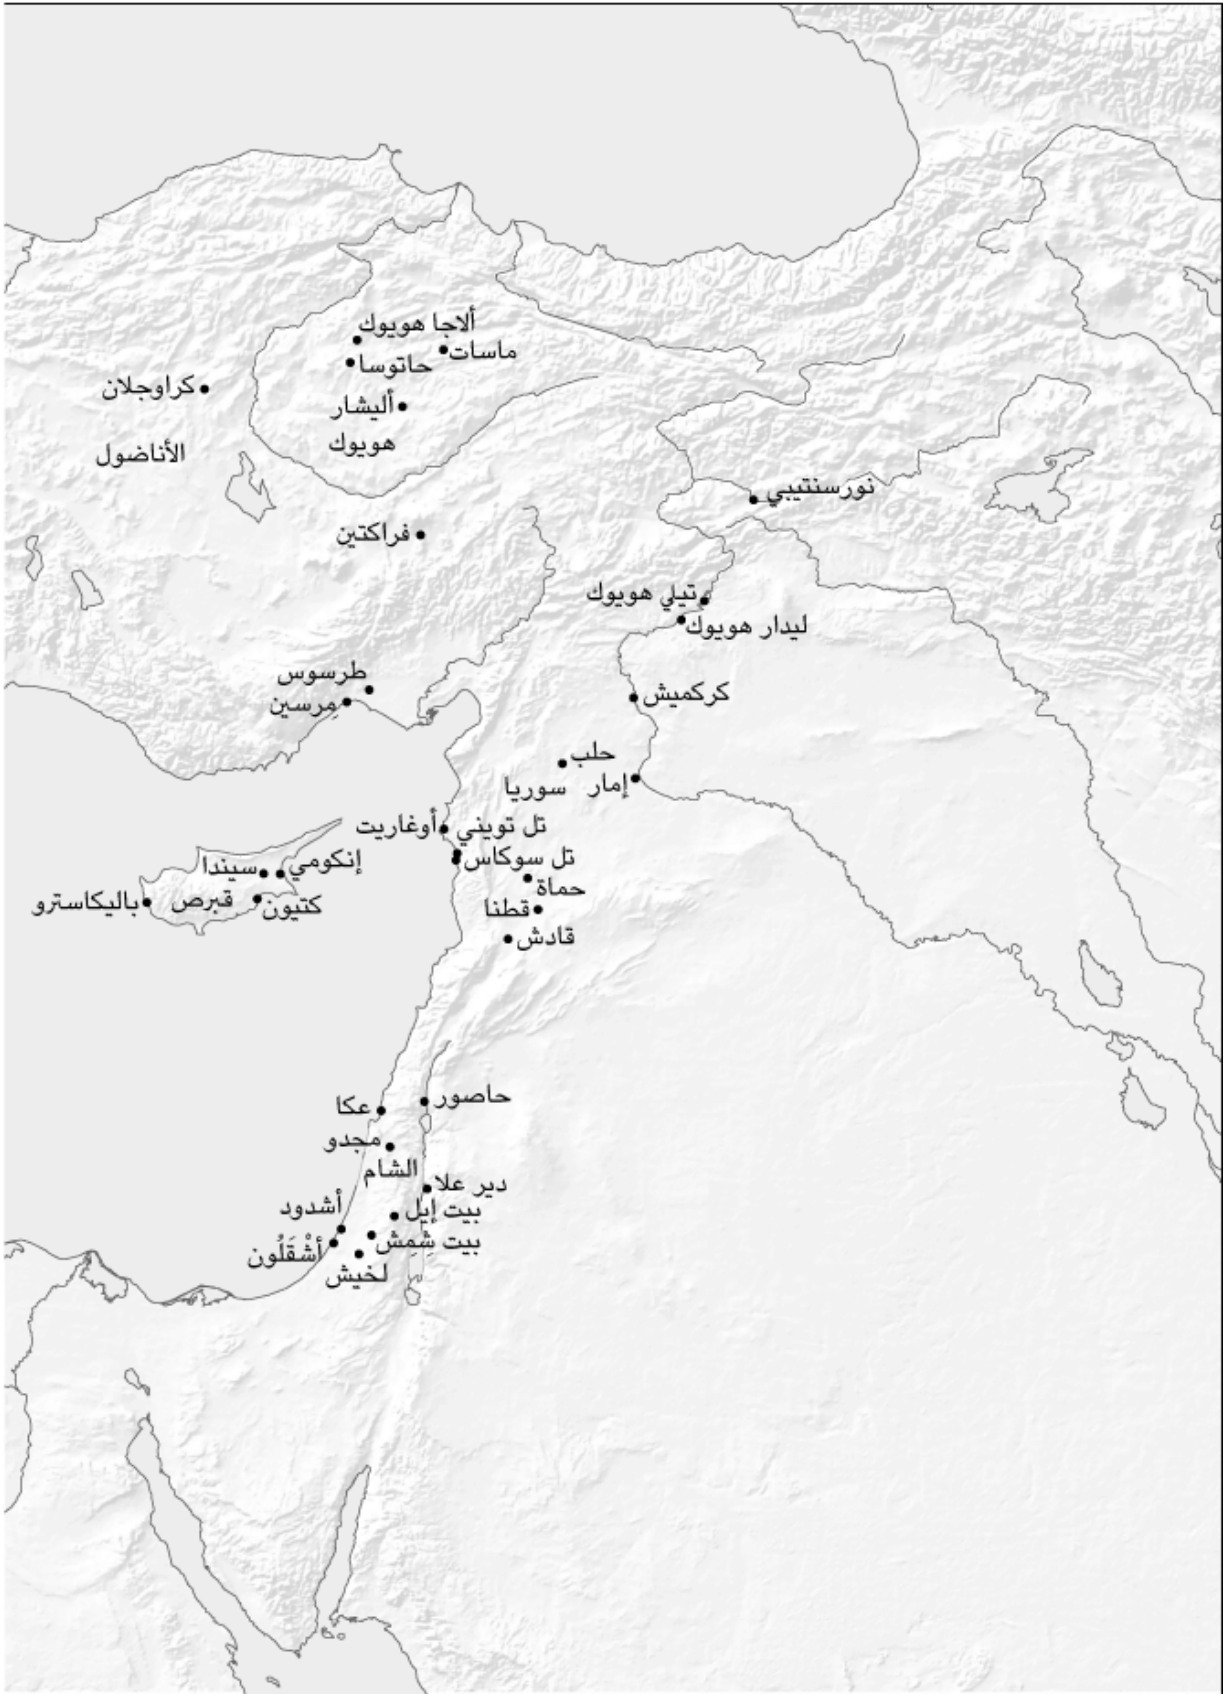 ألاجا هويوك
ماسات
حاتوسا
كراوجلان
أليشار
هويوك
الأناضول
نورسنتيبي
فراكتين
تيلي هويوك
ليدار هويوك
طرسوس
كركميش
مِرسين
حلب
إمار
سوريا
تل تويني
أوغاريت
تل سوكاس
إنكومي
سيندا
حماة
قبرص
كتيون
باليكاسترو
قطنا
قادش
حاصور
عكا
مجدو
الشام
دير علا
بيت إيل
أشدود
بيت شِمِش
أشْقَلُون
لخيش